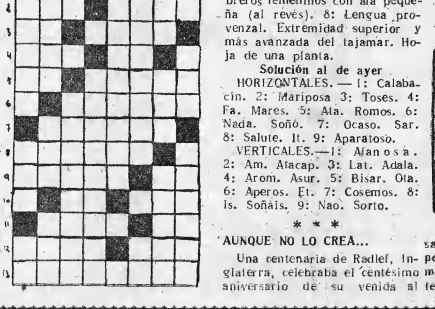 breros femeninos con ala peque-
ña (al revés). 8: Lengua pro-
venzal. Extremidad superior y
más avanzada del tajamar. Ho-
ja de una planta.
Solución al de ayer
HORIZONTALES. — 1: Calaba-
cin. 2: Mariposa 3: Toses. 4:
Fa. Mares. 5: Ata. Romos. 6:
Nada. Soñó. 7: Ocaso. Sar.
8: Salute. It. 9: Aparatoso.
VERTICALES.—1: Afanosa.
2: Am. Atacap. 3: Lat. Adala.
4: Arom. Asur. 5: Bisar. Ota.
6: Aperos. Et. 7: Cosemos. 8:
Is. Soñáis. 9: Nao. Sorto.
* * *
AUNQUE NO LO CREA...
Una centenaria de Radlef, In-
glaterra, celebraba el centésimo
aniversario de su venida al